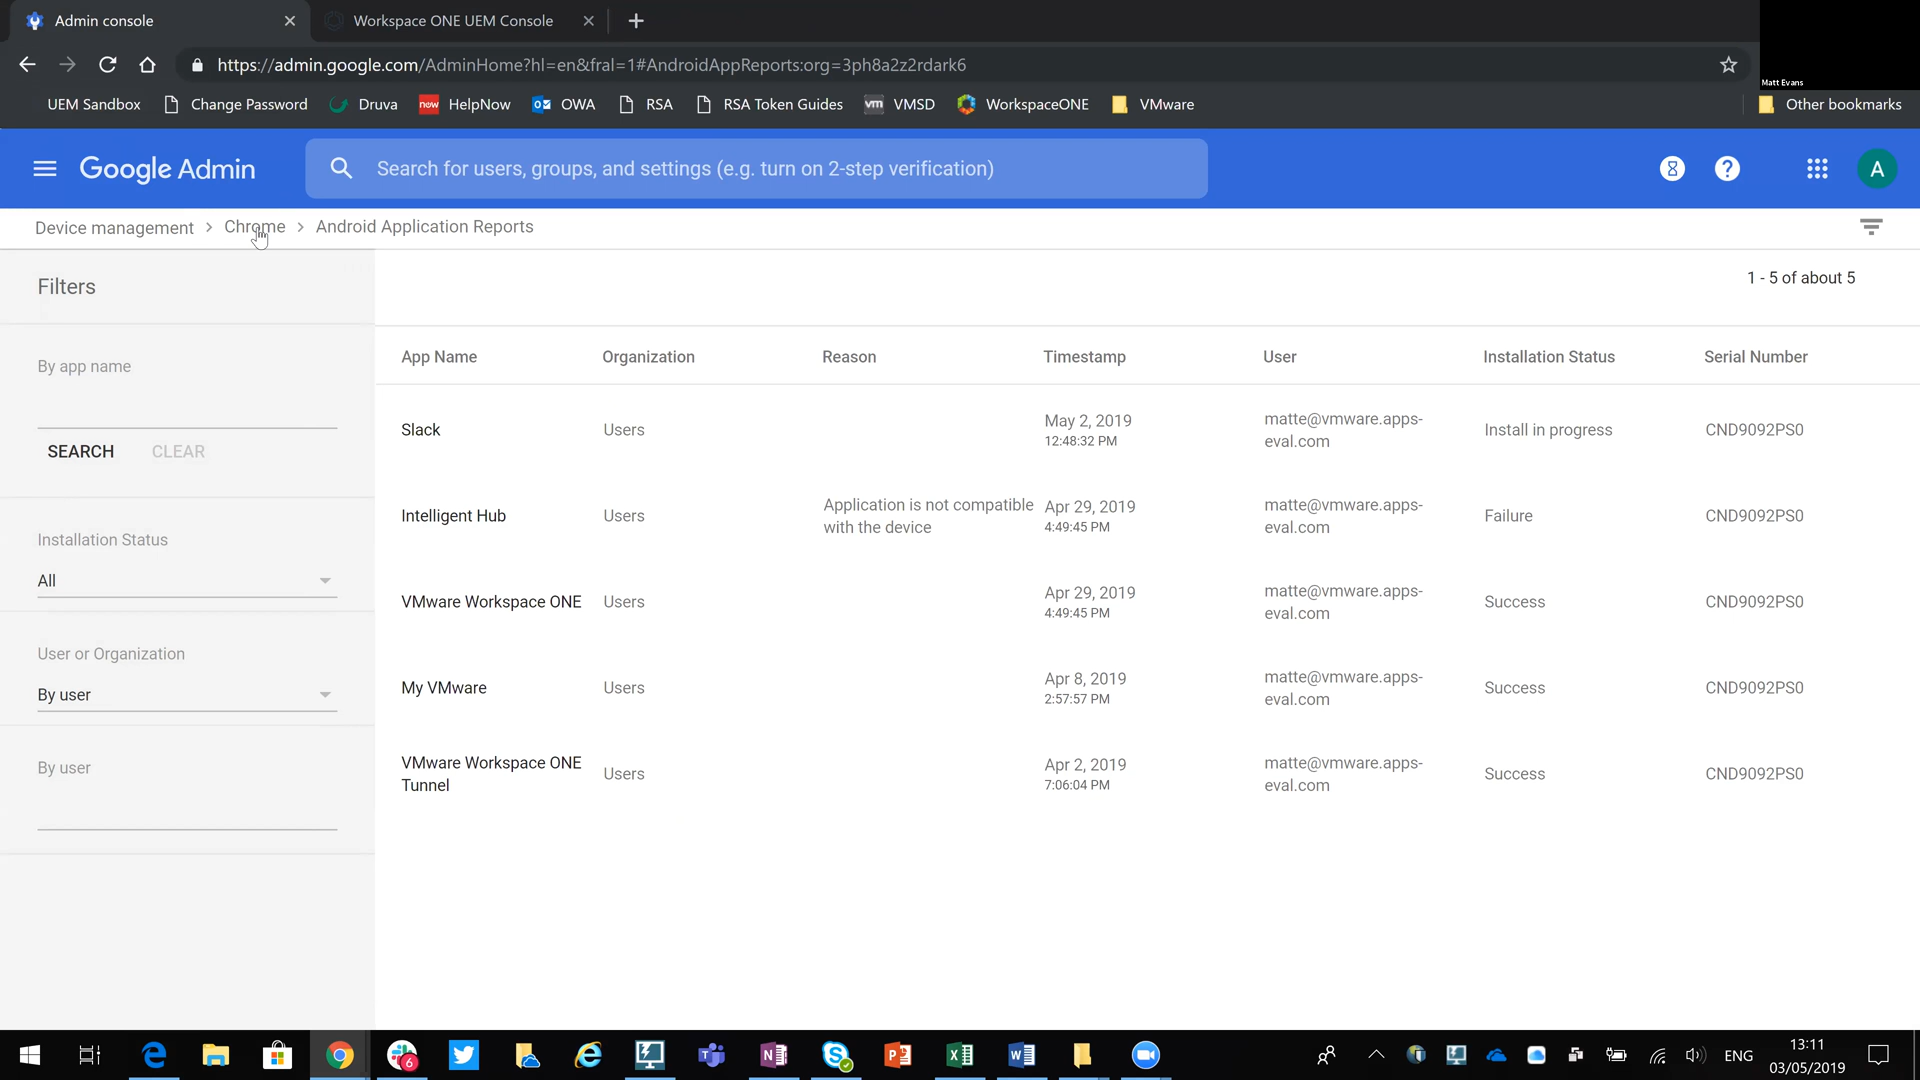 Admin console
Workspace ONE UEM Console
https://admin.google.com/AdminHome?hl=en&fral=1#AndroidAppReports:org=3ph8a2z2rdark6
Matt Evans
UEM Sandbox
Change Password
Druva
now HelpNow
OWA
RSA
RSA Token Guides
vm VMSD
WorkspaceONE
VMware
Other bookmarks
Google Admin
Search for users, groups, and settings (e.g. turn on 2-step verification)
A
Device management > Chrome > Android Application Reports
Filters
1 - 5 of about 5
By app name
SEARCH CLEAR
Installation Status
All
User or Organization
By user
By user
App Name Organization Reason Timestamp User Installation Status Serial Number
Slack Users May 2, 2019 12:48:32 PM matte@vmware.apps-eval.com Install in progress CND9092PS0
Intelligent Hub Users Application is not compatible with the device Apr 29, 2019 4:49:45 PM matte@vmware.apps-eval.com Failure CND9092PS0
VMware Workspace ONE Users Apr 29, 2019 4:49:45 PM matte@vmware.apps-eval.com Success CND9092PS0
My VMware Users Apr 8, 2019 2:57:57 PM matte@vmware.apps-eval.com Success CND9092PS0
VMware Workspace ONE Tunnel Users Apr 2, 2019 7:06:04 PM matte@vmware.apps-eval.com Success CND9092PS0
6
ENG
13:11
03/05/2019